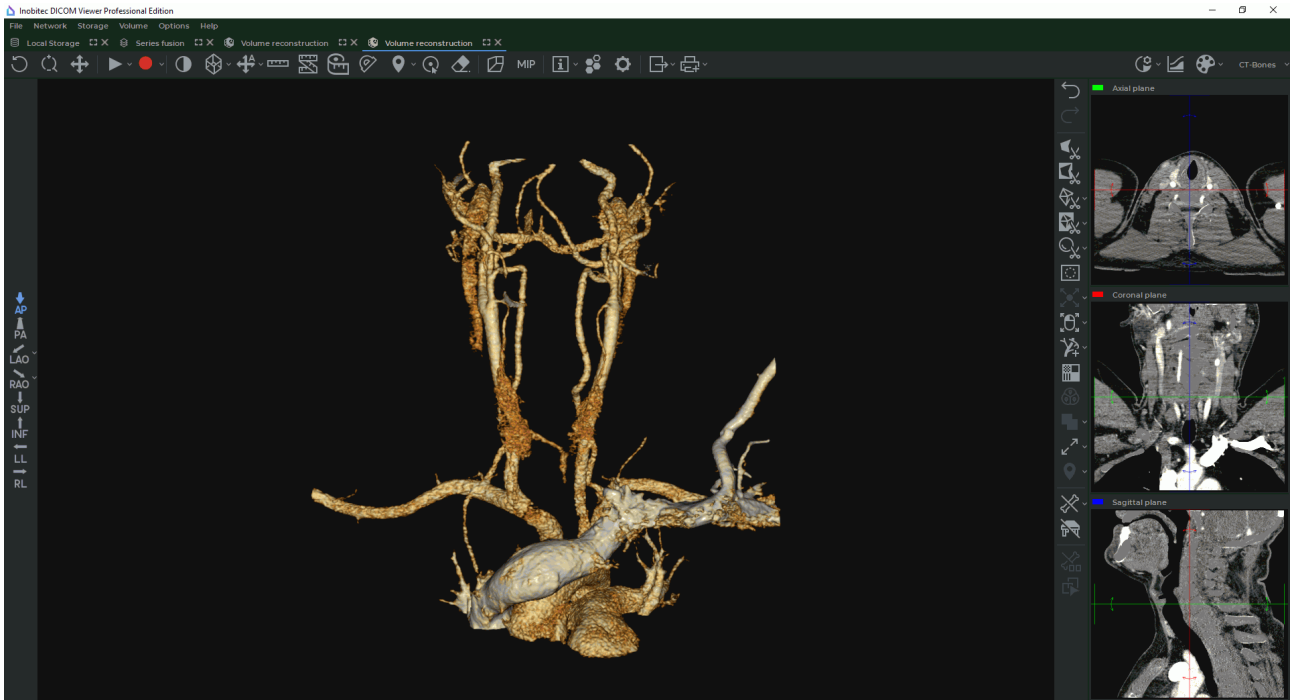 Inobitec DICOM Viewer Professional Edition
File Network Storage Volume Options Help
Local Storage Series fusion Volume reconstruction Volume reconstruction
MIP CT-Bones
Axial plane
Coronal plane
Sagittal plane
AP
PA
LAO
RAO
SUP
INF
LL
RL